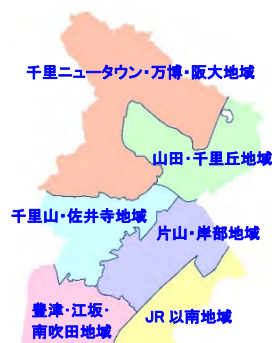 千里ニュータウン・万博・阪大地域
山田・千里丘地域
千里山・佐井寺地域
片山・岸部地域
豊津・江坂・
南吹田地域
JR以南地域